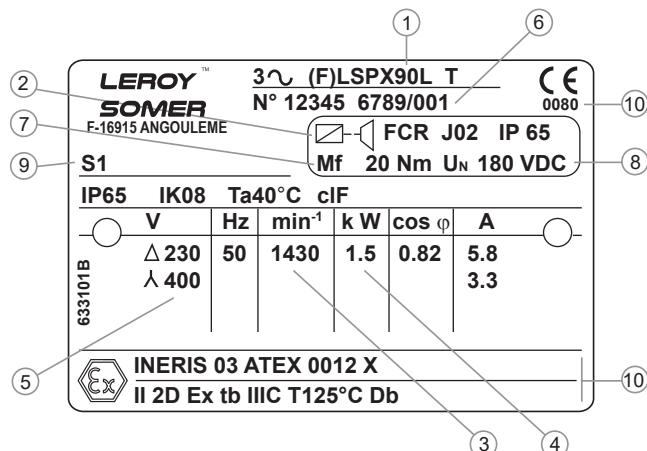 1
6
LEROY™
SOMER
F-16915 ANGOULEME
3∿ (F)LSPX90L T
N° 12345 6789/001
CE
0080
10
2
7
FCR J02 IP 65
Mf 20 Nm UN 180 VDC
8
9
S1
IP65 IK08 Ta40°C clF
V Hz min-1 k W cos φ A
Δ 230 50 1430 1.5 0.82 5.8
⅄ 400 3.3
633101B
5
Ex
INERIS 03 ATEX 0012 X
II 2D Ex tb IIIC T125°C Db
10
3
4